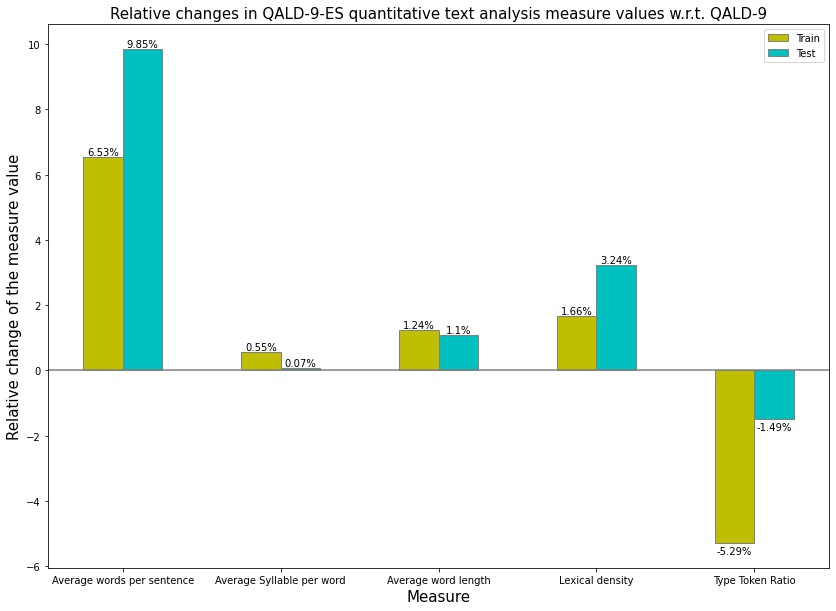 Relative changes in QALD-9-ES quantitative text analysis measure values w.r.t. QALD-9
Train
Test
Relative change of the measure value
10
8
6
4
2
0
−2
−4
−6
6.53%
9.85%
0.55%
0.07%
1.24%
1.1%
1.66%
3.24%
-5.29%
-1.49%
Average words per sentence
Average Syllable per word
Average word length
Lexical density
Type Token Ratio
Measure